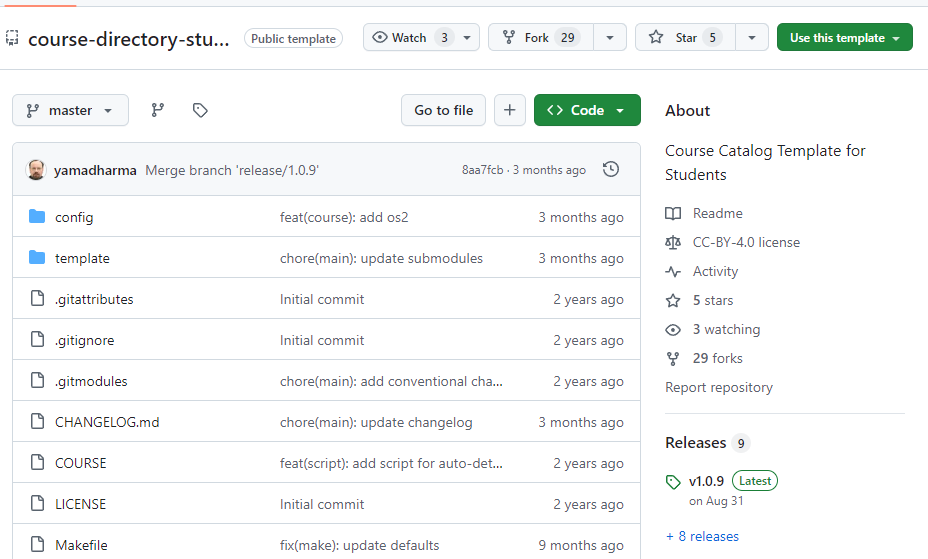 course-directory-stu... Public template Watch 3 Fork 29 Star 5 Use this template
master Go to file + Code
yamadharma Merge branch 'release/1.0.9' 8aa7fcb · 3 months ago
config feat(course): add os2 3 months ago
template chore(main): update submodules 3 months ago
.gitattributes Initial commit 2 years ago
.gitignore Initial commit 2 years ago
.gitmodules chore(main): add conventional cha... 2 years ago
CHANGELOG.md chore(main): update changelog 3 months ago
COURSE feat(script): add script for auto-det... 2 years ago
LICENSE Initial commit 2 years ago
Makefile fix(make): update defaults 9 months ago
About
Course Catalog Template for
Students
Readme
CC-BY-4.0 license
Activity
5 stars
3 watching
29 forks
Report repository
Releases 9
v1.0.9 Latest
on Aug 31
+ 8 releases